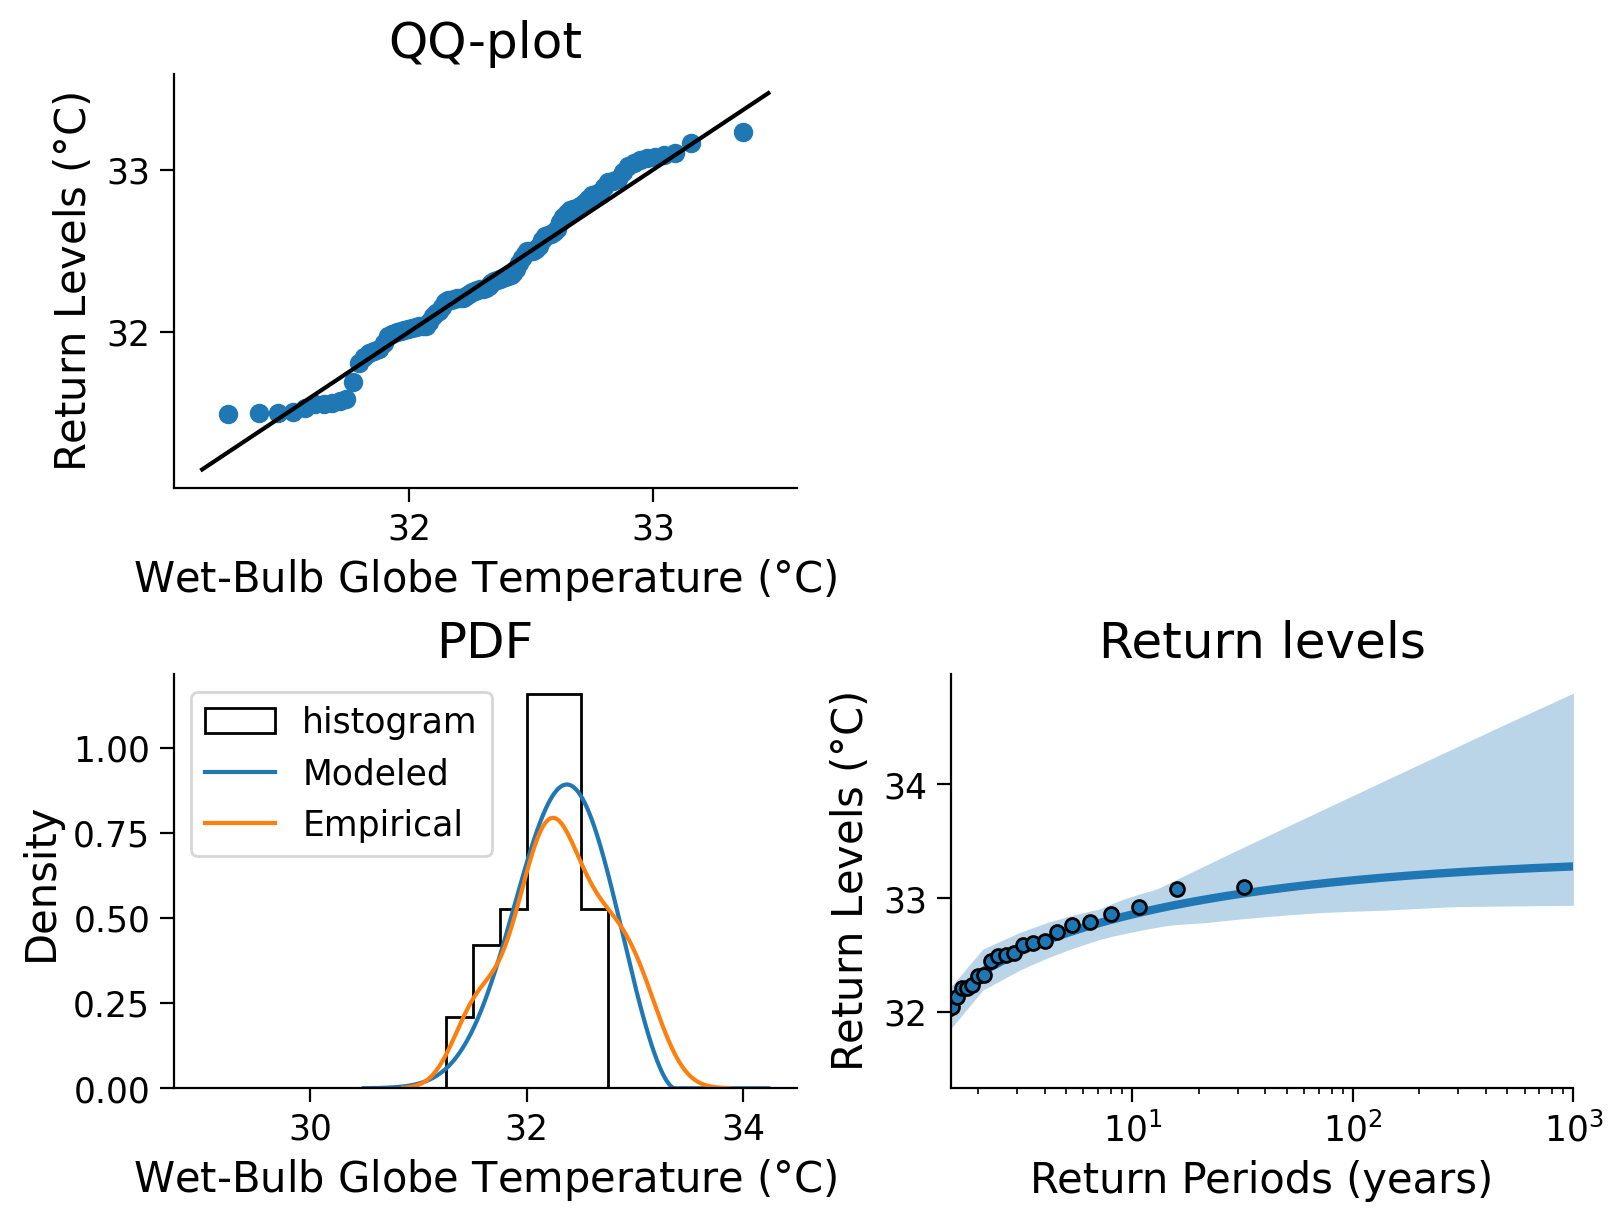 QQ-plot
Return Levels (°C)
33
32
32 33
Wet-Bulb Globe Temperature (°C)
PDF
histogram
Modeled
Empirical
Density
1.00
0.75
0.50
0.25
0.00
30 32 34
Wet-Bulb Globe Temperature (°C)
Return levels
Return Levels (°C)
34
33
32
10¹ 10² 10³
Return Periods (years)